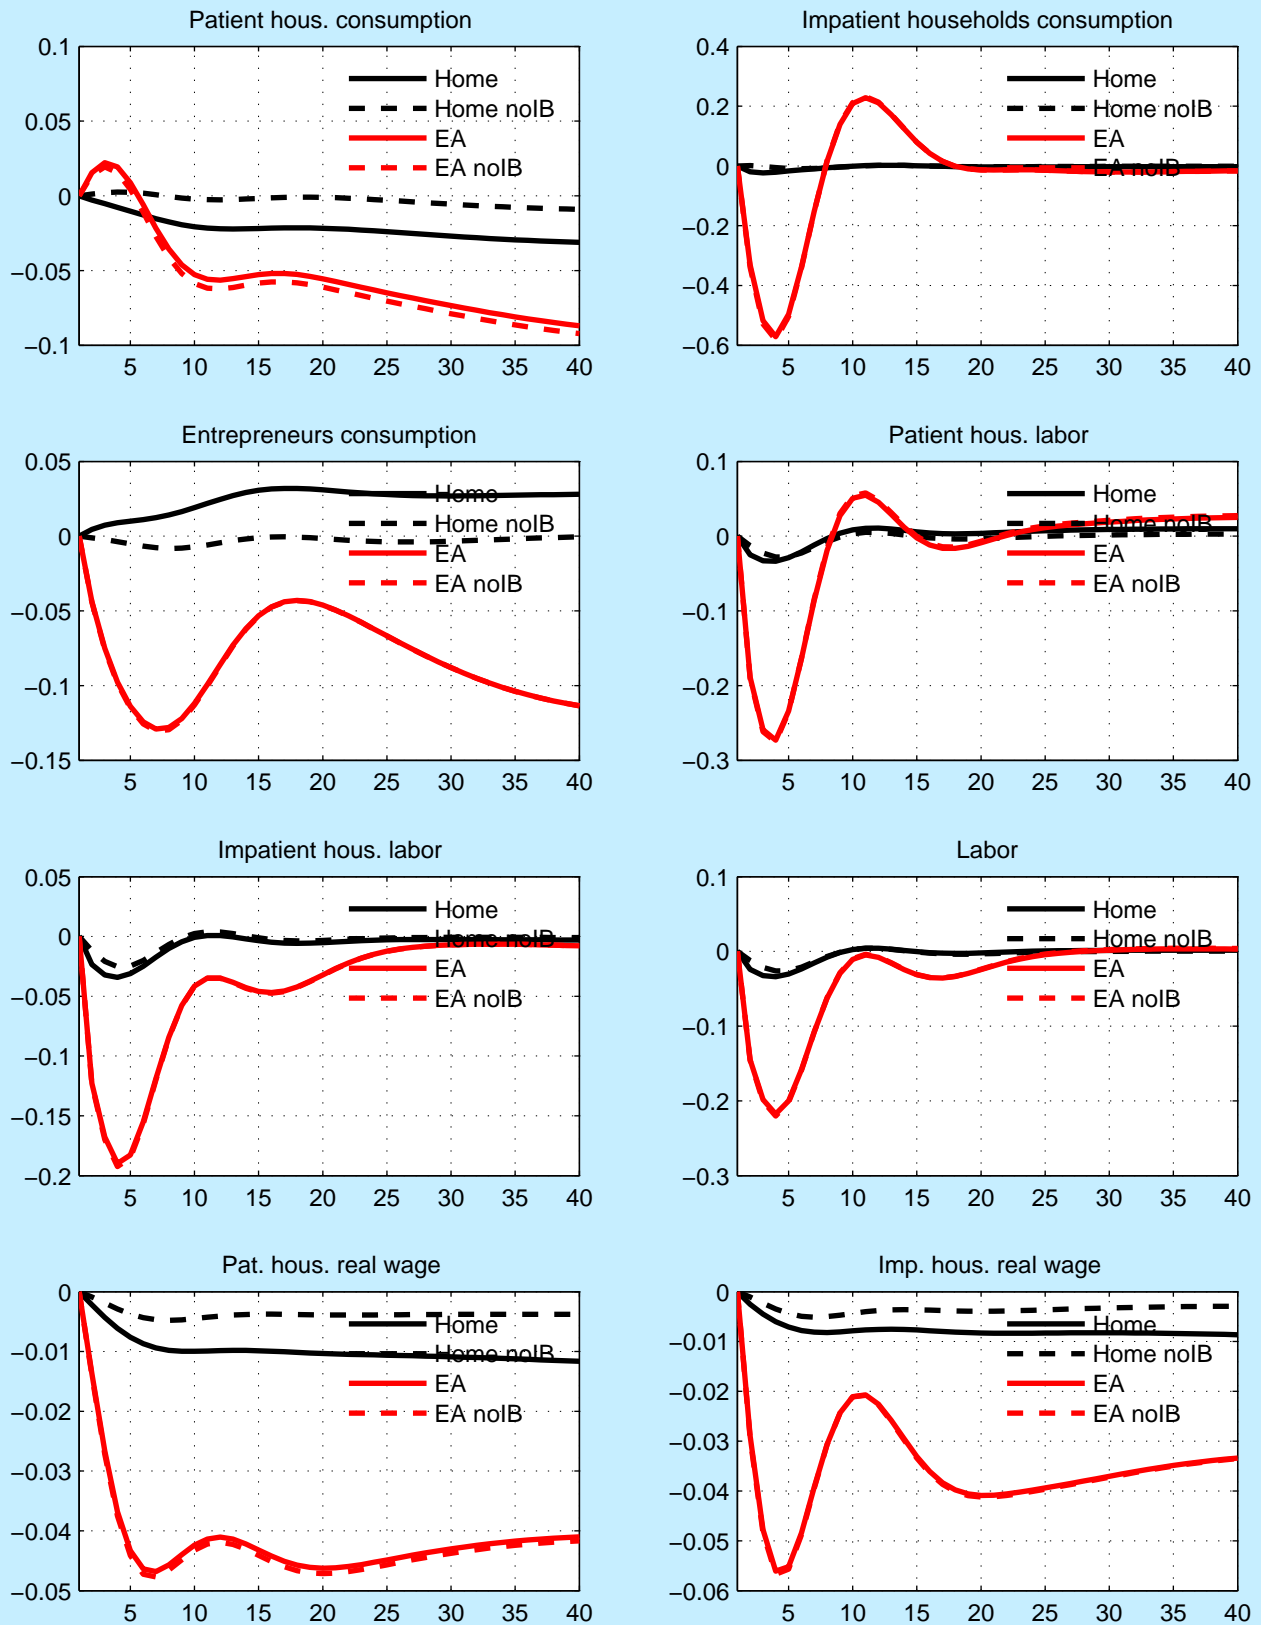 Patient hous. consumption
0.1
0.05
0
−0.05
−0.1
5 10 15 20 25 30 35 40
Home
Home noIB
EA
EA noIB
Impatient households consumption
0.4
0.2
0
−0.2
−0.4
−0.6
5 10 15 20 25 30 35 40
Home
Home noIB
EA
EA noIB
Entrepreneurs consumption
0.05
0
−0.05
−0.1
−0.15
5 10 15 20 25 30 35 40
Home
Home noIB
EA
EA noIB
Patient hous. labor
0.1
0
−0.1
−0.2
−0.3
5 10 15 20 25 30 35 40
Home
Home noIB
EA
EA noIB
Impatient hous. labor
0.05
0
−0.05
−0.1
−0.15
−0.2
5 10 15 20 25 30 35 40
Home
Home noIB
EA
EA noIB
Labor
0.1
0
−0.1
−0.2
−0.3
5 10 15 20 25 30 35 40
Home
Home noIB
EA
EA noIB
Pat. hous. real wage
0
−0.01
−0.02
−0.03
−0.04
−0.05
5 10 15 20 25 30 35 40
Home
Home noIB
EA
EA noIB
Imp. hous. real wage
0
−0.01
−0.02
−0.03
−0.04
−0.05
−0.06
5 10 15 20 25 30 35 40
Home
Home noIB
EA
EA noIB